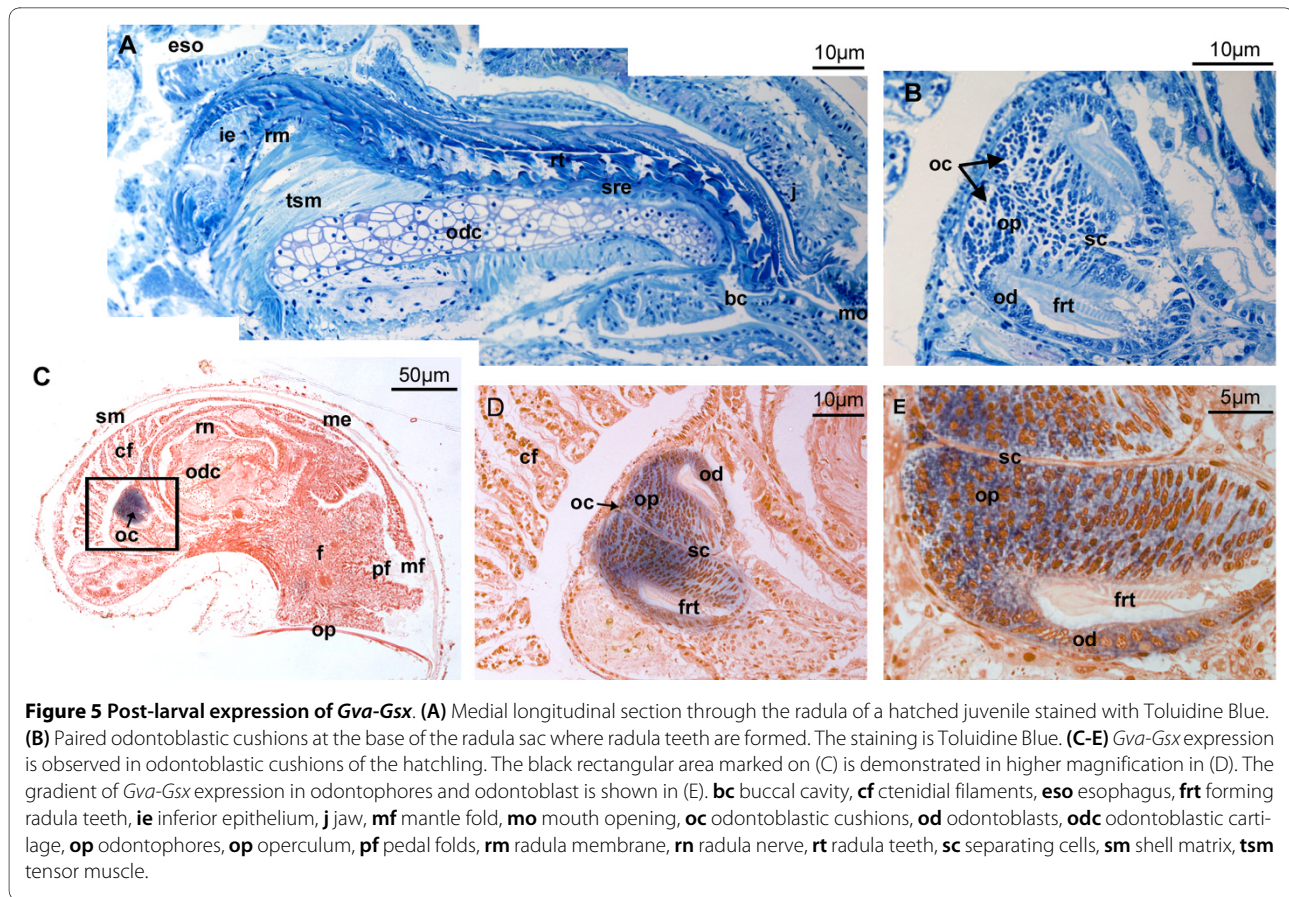 A
eso
10µm
ie
rm
rt
tsm
sre
j
odc
bc
mo
10µm
B
oc
op
sc
od
frt
C
50µm
sm
me
rn
cf
odc
oc
f
pf
mf
op
D
10µm
cf
od
op
oc
sc
frt
E
5µm
sc
op
frt
od
Figure 5 Post-larval expression of Gva-Gsx. (A) Medial longitudinal section through the radula of a hatched juvenile stained with Toluidine Blue.
(B) Paired odontoblastic cushions at the base of the radula sac where radula teeth are formed. The staining is Toluidine Blue. (C-E) Gva-Gsx expression
is observed in odontoblastic cushions of the hatchling. The black rectangular area marked on (C) is demonstrated in higher magnification in (D). The
gradient of Gva-Gsx expression in odontophores and odontoblast is shown in (E). bc buccal cavity, cf ctenidial filaments, eso esophagus, frt forming
radula teeth, ie inferior epithelium, j jaw, mf mantle fold, mo mouth opening, oc odontoblastic cushions, od odontoblasts, odc odontoblastic carti-
lage, op odontophores, op operculum, pf pedal folds, rm radula membrane, rn radula nerve, rt radula teeth, sc separating cells, sm shell matrix, tsm
tensor muscle.